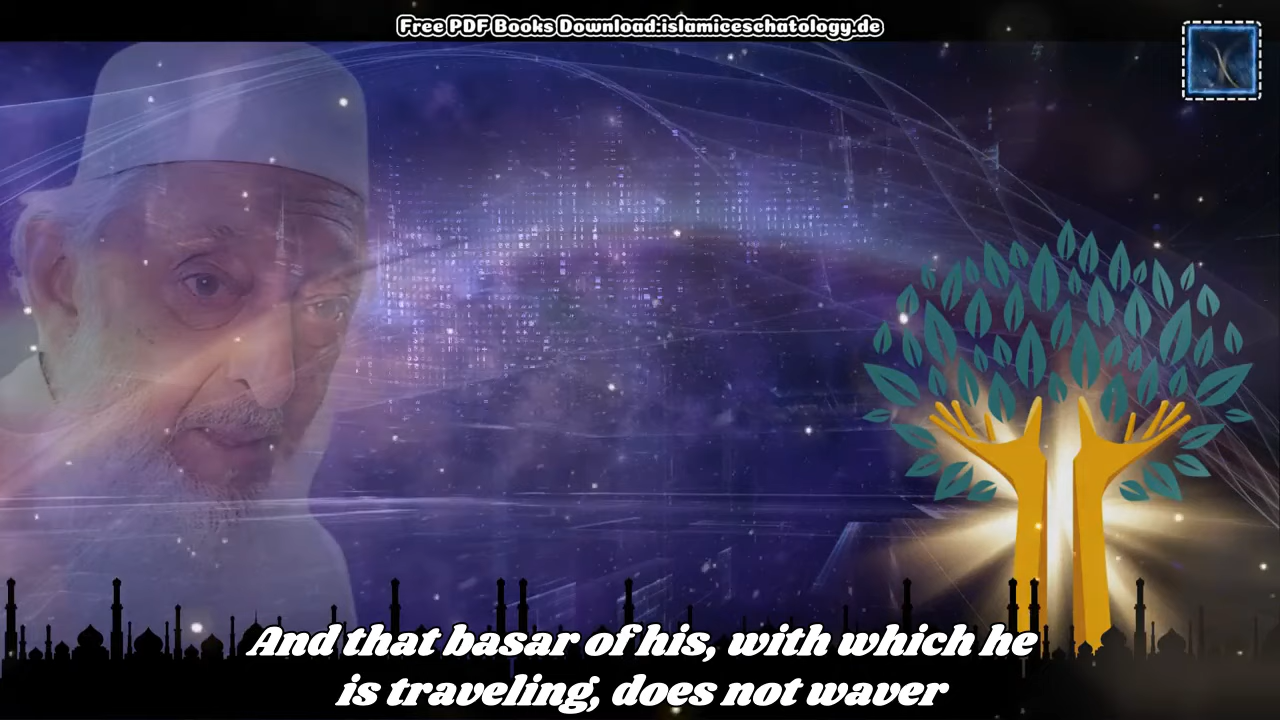 Free PDF Books Download:islamiceschatology.de
And that basar of his, with which he
is traveling, does not waver